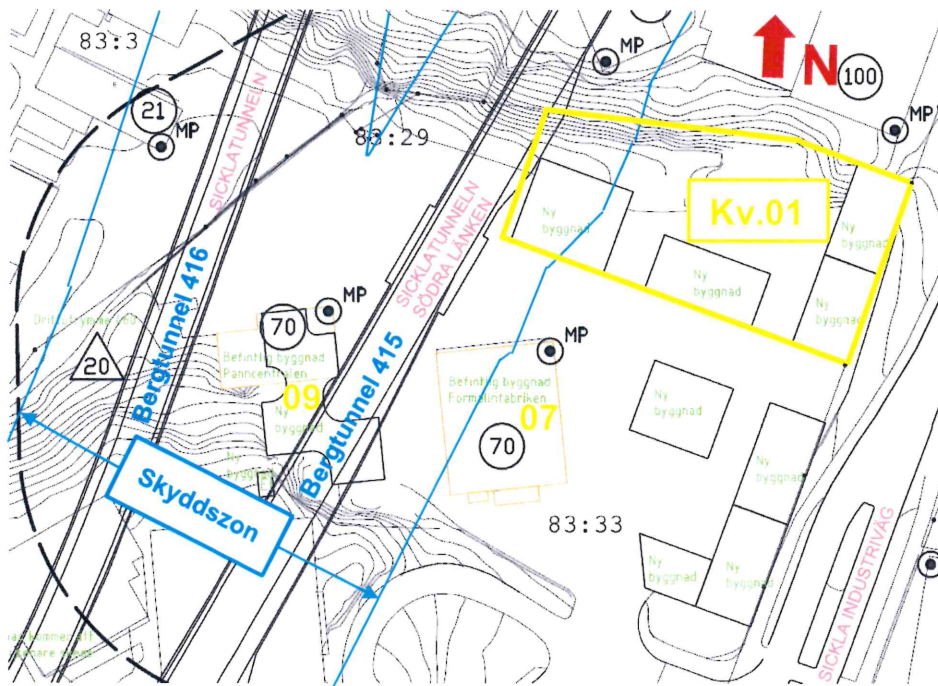 83:3
MP
N
100
21
MP
MP
SICKLATUNNELN
83:29
Kv.01
Ny
byggnad
Ny
byggnad
Ny
byggnad
Ny
byggnad
SICKLATUNNELN
SÖDRA LÄNKEN
Bergtunnel 416
Bergtunnel 415
70
MP
20
Befintlig byggnad
Panncentralen
09
Ny
byggnad
Ny
byggnad
MP
Befintlig byggnad
Formalinfabriken
07
70
Ny
byggnad
Ny
byggnad
Skyddszon
83:33
Ny
byggnad
Ny
byggnad
SICKLA INDUSTRIVÄG
kommer att